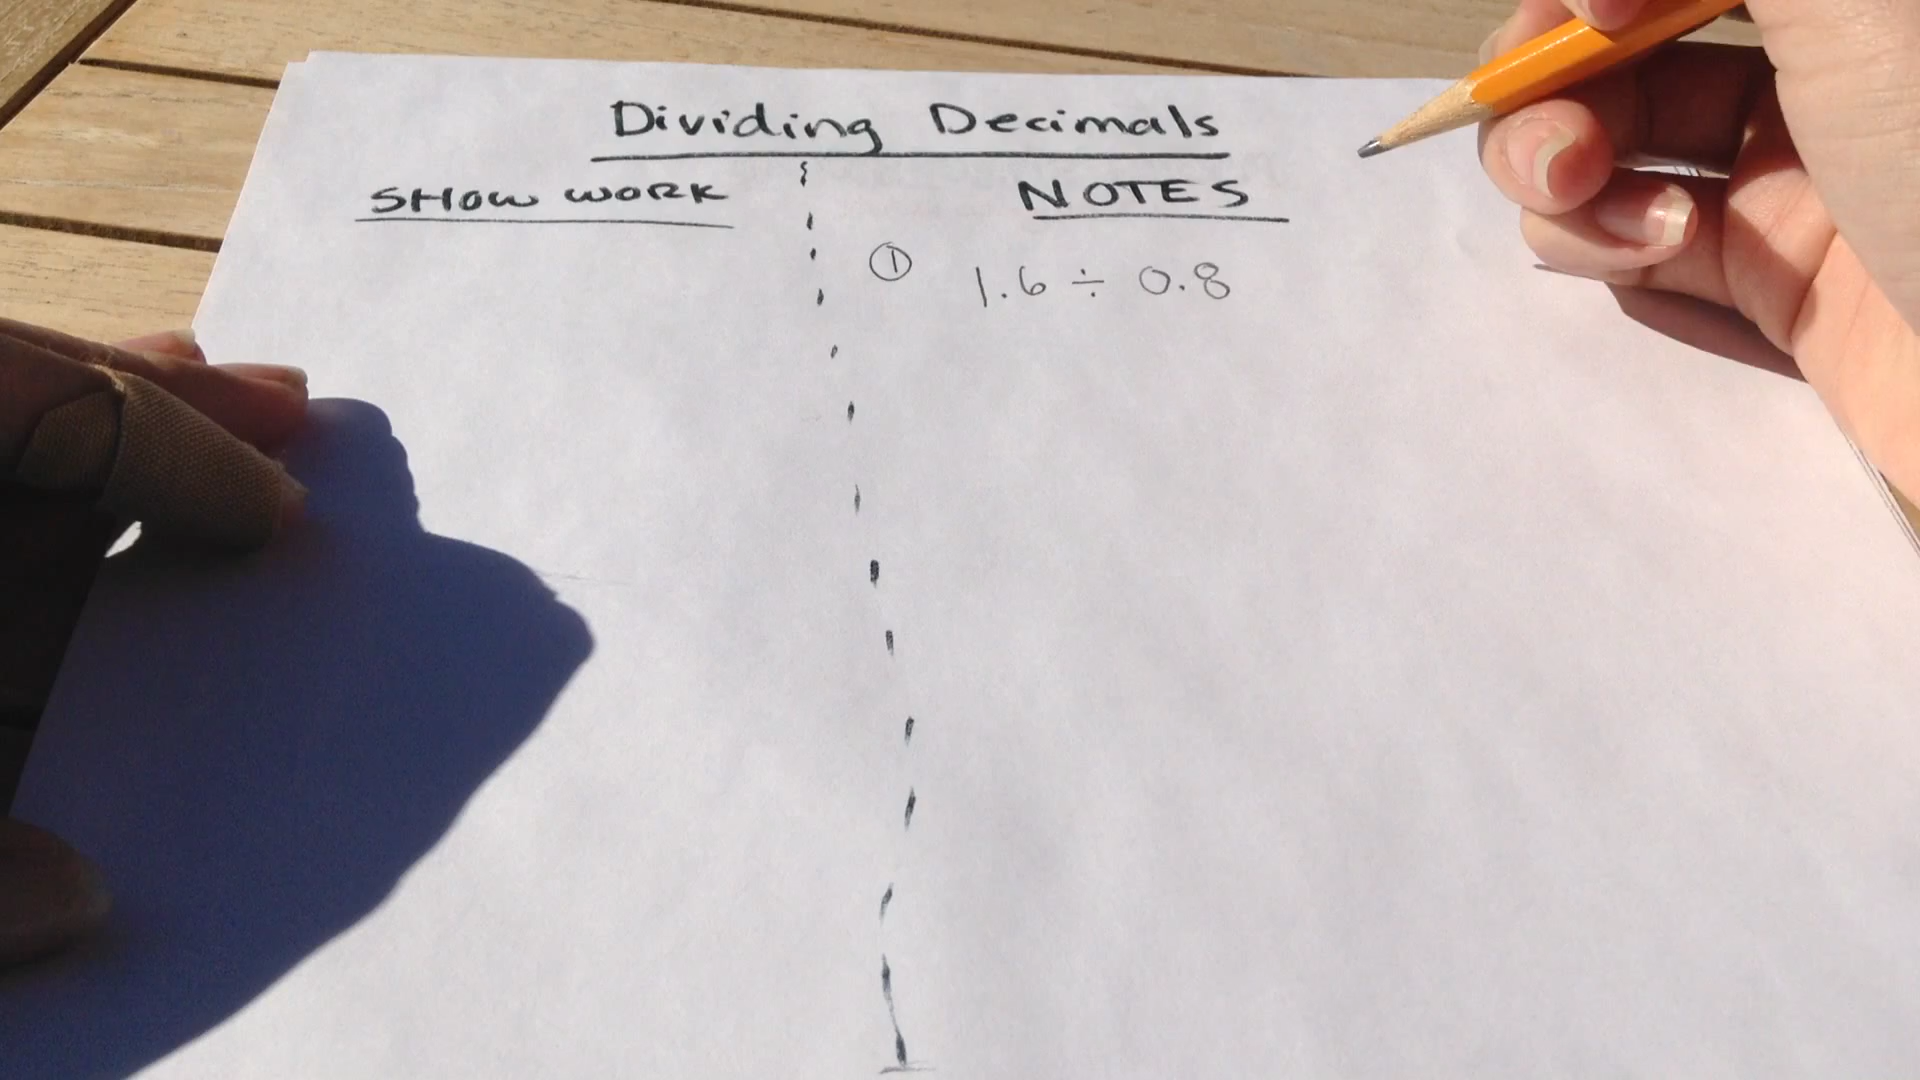 Dividing Decimals
SHOW WORK
NOTES
① 1.6 ÷ 0.8